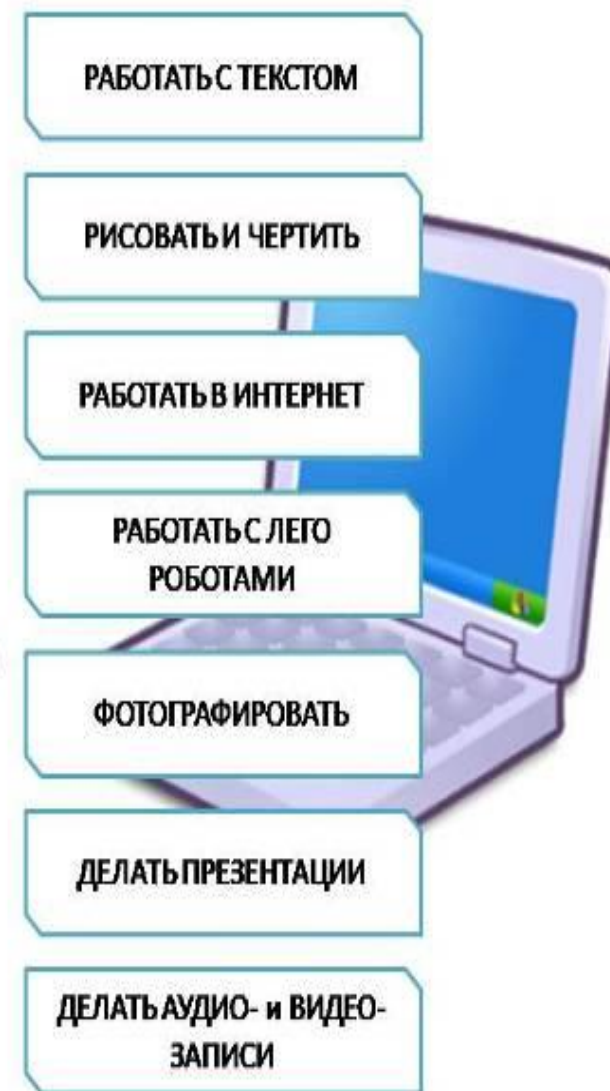 РАБОТАТЬ С ТЕКСТОМ
РИСОВАТЬ И ЧЕРТИТЬ
РАБОТАТЬ В ИНТЕРНЕТ
РАБОТАТЬ С ЛЕГО
РОБОТАМИ
ФОТОГРАФИРОВАТЬ
ДЕЛАТЬ ПРЕЗЕНТАЦИИ
ДЕЛАТЬ АУДИО- и ВИДЕО-
ЗАПИСИ